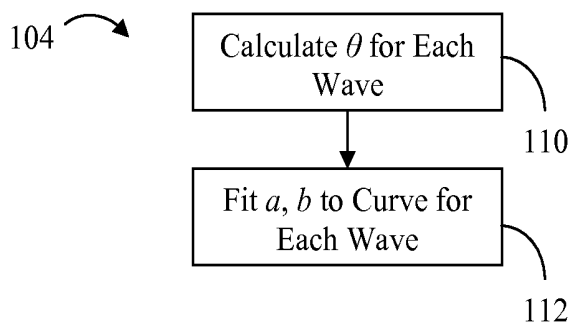 104
Calculate θ for Each
Wave
110
Fit a, b to Curve for
Each Wave
112